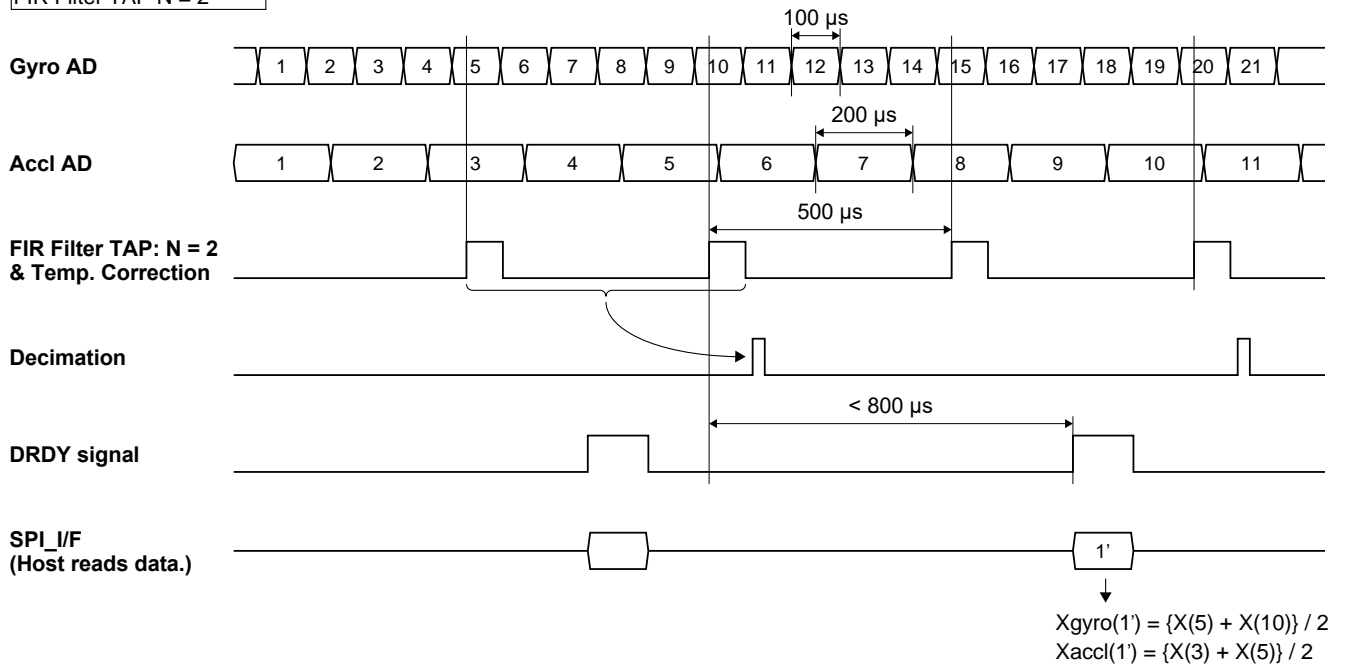 FIR Filter TAP N = 2
100 µs
Gyro AD
1 2 3 4 5 6 7 8 9 10 11 12 13 14 15 16 17 18 19 20 21
200 µs
Accl AD
1 2 3 4 5 6 7 8 9 10 11
500 µs
FIR Filter TAP: N = 2
& Temp. Correction
Decimation
< 800 µs
DRDY signal
SPI_I/F
(Host reads data.)
1'
Xgyro(1') = {X(5) + X(10)} / 2
Xaccl(1') = {X(3) + X(5)} / 2